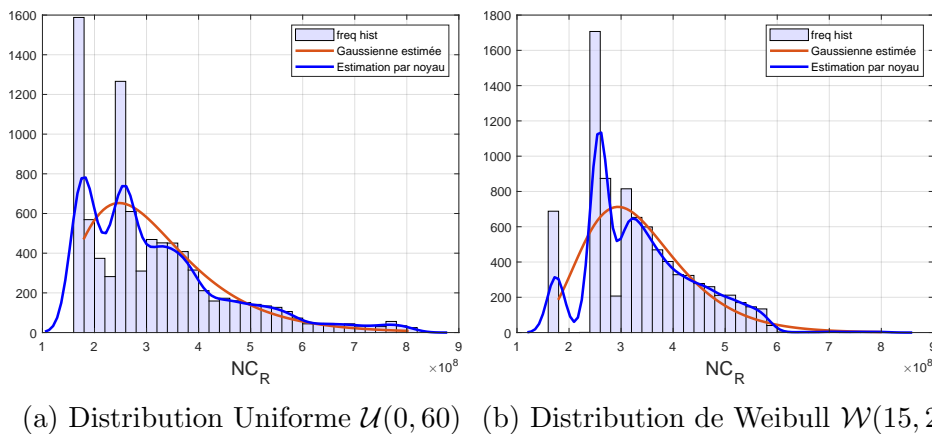 1600
1400
1200
1000
800
600
400
200
0
1 2 3 4 5 6 7 8 9
NC_R
×10^8
freq hist
Gaussienne estimée
Estimation par noyau
(a) Distribution Uniforme 𝒰(0, 60)
1800
1600
1400
1200
1000
800
600
400
200
0
1 2 3 4 5 6 7 8 9
NC_R
×10^8
freq hist
Gaussienne estimée
Estimation par noyau
(b) Distribution de Weibull 𝒲(15, 2